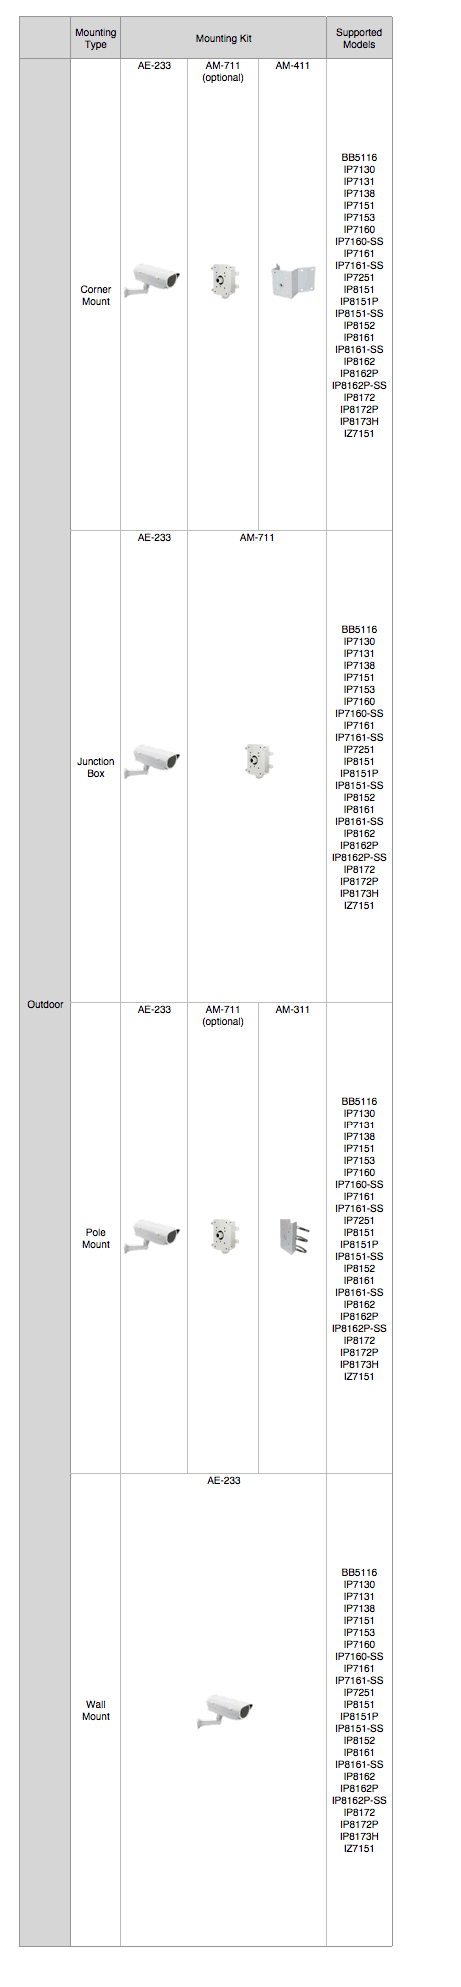 Mounting
Type
Mounting Kit
Supported
Models
Outdoor
Corner
Mount
AE-233
AM-711
(optional)
AM-411
BB5116
IP7130
IP7131
IP7138
IP7151
IP7153
IP7160
IP7160-SS
IP7161
IP7161-SS
IP7251
IP8151
IP8151P
IP8151-SS
IP8152
IP8161
IP8161-SS
IP8162
IP8162P
IP8162P-SS
IP8172
IP8172P
IP8173H
IZ7151
Junction
Box
AE-233
AM-711
BB5116
IP7130
IP7131
IP7138
IP7151
IP7153
IP7160
IP7160-SS
IP7161
IP7161-SS
IP7251
IP8151
IP8151P
IP8151-SS
IP8152
IP8161
IP8161-SS
IP8162
IP8162P
IP8162P-SS
IP8172
IP8172P
IP8173H
IZ7151
Pole
Mount
AE-233
AM-711
(optional)
AM-311
BB5116
IP7130
IP7131
IP7138
IP7151
IP7153
IP7160
IP7160-SS
IP7161
IP7161-SS
IP7251
IP8151
IP8151P
IP8151-SS
IP8152
IP8161
IP8161-SS
IP8162
IP8162P
IP8162P-SS
IP8172
IP8172P
IP8173H
IZ7151
Wall
Mount
AE-233
BB5116
IP7130
IP7131
IP7138
IP7151
IP7153
IP7160
IP7160-SS
IP7161
IP7161-SS
IP7251
IP8151
IP8151P
IP8151-SS
IP8152
IP8161
IP8161-SS
IP8162
IP8162P
IP8162P-SS
IP8172
IP8172P
IP8173H
IZ7151